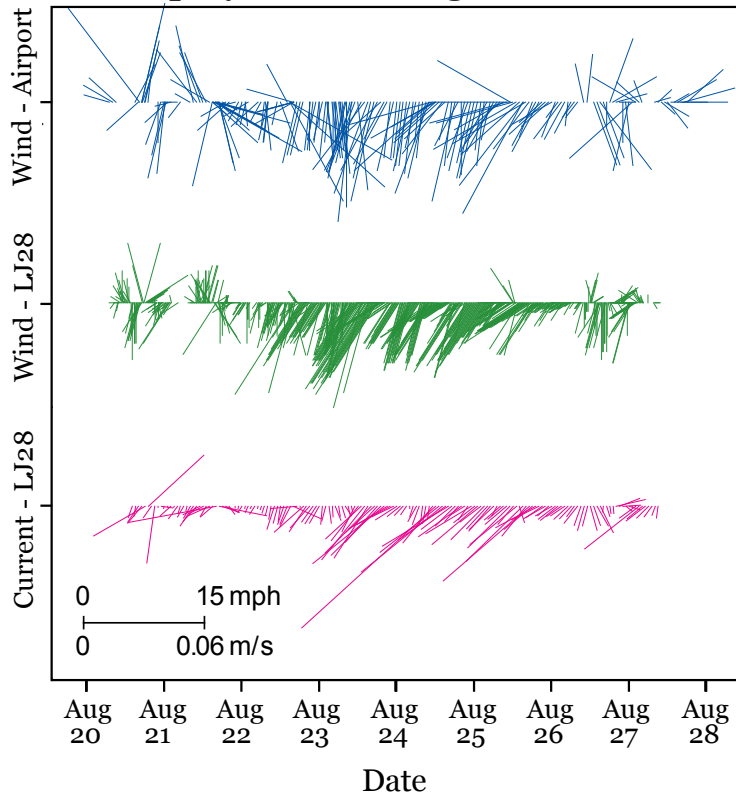 Wind - Airport
Wind - LJ28
Current - LJ28
0 15 mph
0 0.06 m/s
Aug 20
Aug 21
Aug 22
Aug 23
Aug 24
Aug 25
Aug 26
Aug 27
Aug 28
Date